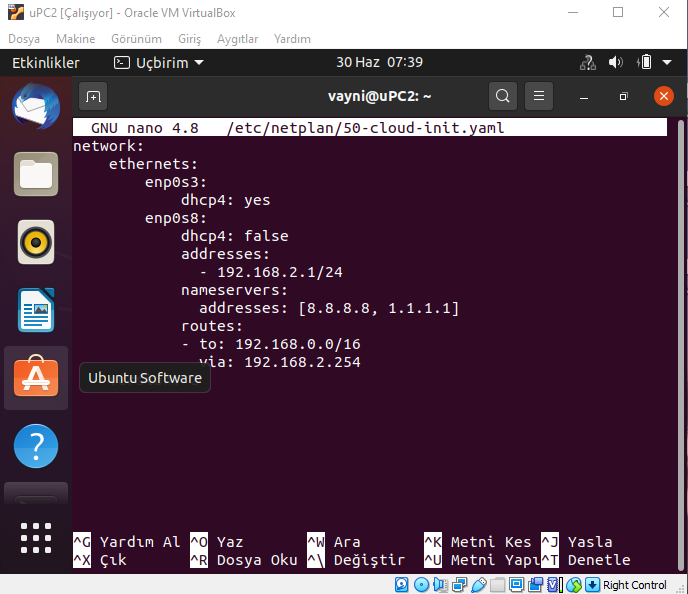 uPC2 [Çalışıyor] - Oracle VM VirtualBox
Dosya Makine Görünüm Giriş Aygıtlar Yardım
Etkinlikler Uçbirim 30 Haz 07:39
vayni@uPC2: ~
GNU nano 4.8 /etc/netplan/50-cloud-init.yaml
network:
    ethernets:
        enp0s3:
            dhcp4: yes
        enp0s8:
            dhcp4: false
            addresses:
              - 192.168.2.1/24
            nameservers:
              addresses: [8.8.8.8, 1.1.1.1]
            routes:
            - to: 192.168.0.0/16
              via: 192.168.2.254
Ubuntu Software
^G Yardım Al ^O Yaz ^W Ara ^K Metni Kes ^J Yasla
^X Çık ^R Dosya Oku ^\ Değiştir ^U Metni Yapı ^T Denetle
Right Control